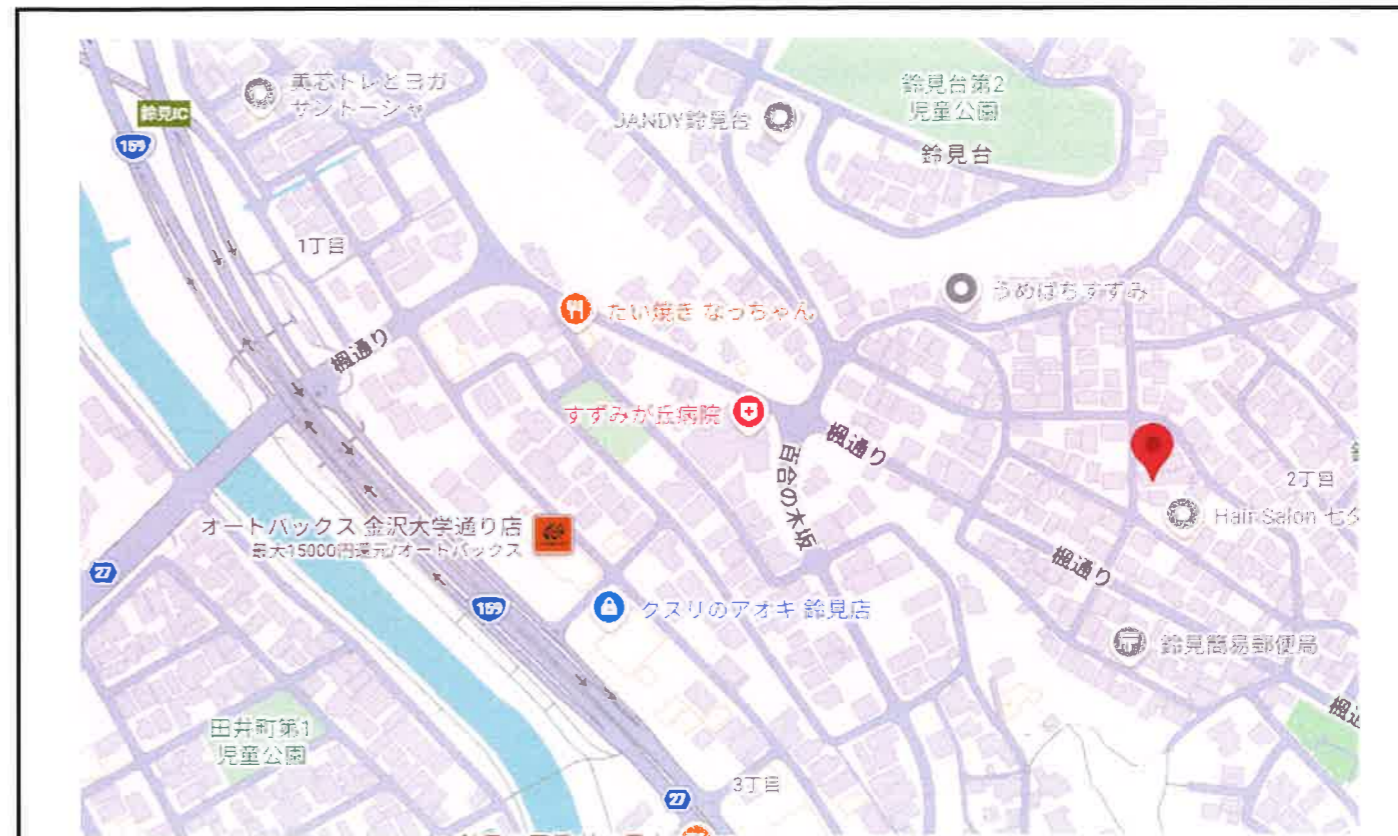 美芯トレとヨガ
サントーシャ
鈴見IC
159
JANDY鈴見台
鈴見台第2
児童公園
鈴見台
1丁目
うめばちすずみ
たい焼き なっちゃん
楓通り
すずみが丘病院
楓通り
百合の木坂
2丁目
Hair Salon 七夕
オートバックス 金沢大学通り店
最大15000円還元/オートバックス
楓通り
27
159
クスリのアオキ 鈴見店
鈴見簡易郵便局
楓通
田井町第1
児童公園
3丁目
27